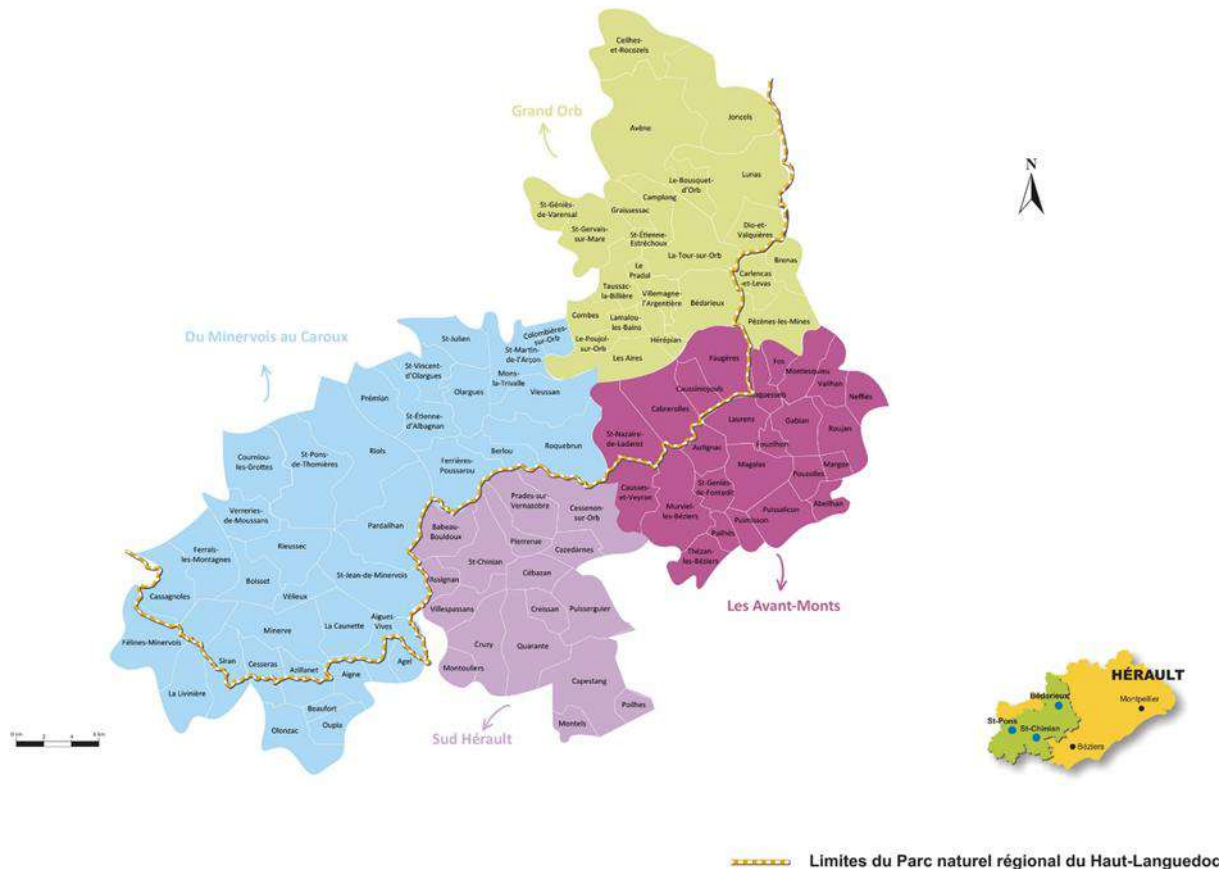 Ceilhes-
et-Rocozels
Grand Orb
Avène
Joncels
N
Le-Bousquet-
d'Orb
Lunas
Camplong
St-Géniès-
de-Varensal
Graissessac
St-Gervais-
sur-Mare
St-Étienne-
Estréchoux
Dio-et-
Valquières
La-Tour-sur-Orb
Brenas
Le
Pradal
Carlencas
et-Levas
Taussac-
la-Billière
Villemagne-
l'Argentière
Bédarieux
Combes
Lamalou-
les-Bains
Pézènes-les-Mines
Hérépian
Le-Poujol-
sur-Orb
Les Aires
Du Minervois au Caroux
St-Julien
Colombières-
sur-Orb
St-Martin-
de-l'Arçon
St-Vincent-
d'Olargues
Mons-
la-Trivalle
Olargues
Vieussan
Prémian
St-Étienne-
d'Albagnan
Roquebrun
Berlou
Ferrières-
Poussarou
Riols
St-Pons-
de-Thomières
Courniou-
les-Grottes
Verreries-
de-Moussans
Pardailhan
Rieussec
Ferrals-
les-Montagnes
Boisset
St-Jean-de-Minervois
Vélieux
Cassagnoles
La Caunette
Aigues-
Vives
Minerve
Félines-Minervois
Siran
Cesseras
Azillanet
Aigne
Agel
La Livinière
Beaufort
Oupia
Olonzac
Faugères
Fos
Montesquieu
Vailhan
Neffiès
Caussiniojouls
Cabrerolles
Laurens
Gabian
Roujan
St-Nazaire-
de-Ladarez
Autignac
Fouzilhon
Magalas
Pouzolles
Margon
Causses-
et-Veyran
St-Geniès-
de-Fontedit
Abeilhan
Murviel-
les-Béziers
Puissalicon
Puimisson
Pailhès
Thézan-
les-Béziers
Les Avant-Monts
Prades-sur-
Vernazobre
Cessenon-
sur-Orb
Babeau-
Bouldoux
Pierrerue
Cazedarnes
St-Chinian
Cébazan
Assignan
Villespassans
Creissan
Puisserguier
Cruzy
Quarante
Montouliers
Capestang
Poilhes
Montels
Sud Hérault
0 km
2
4
HÉRAULT
Bédarieux
Montpellier
St-Pons
St-Chinian
Béziers
Limites du Parc naturel régional du Haut-Languedoc